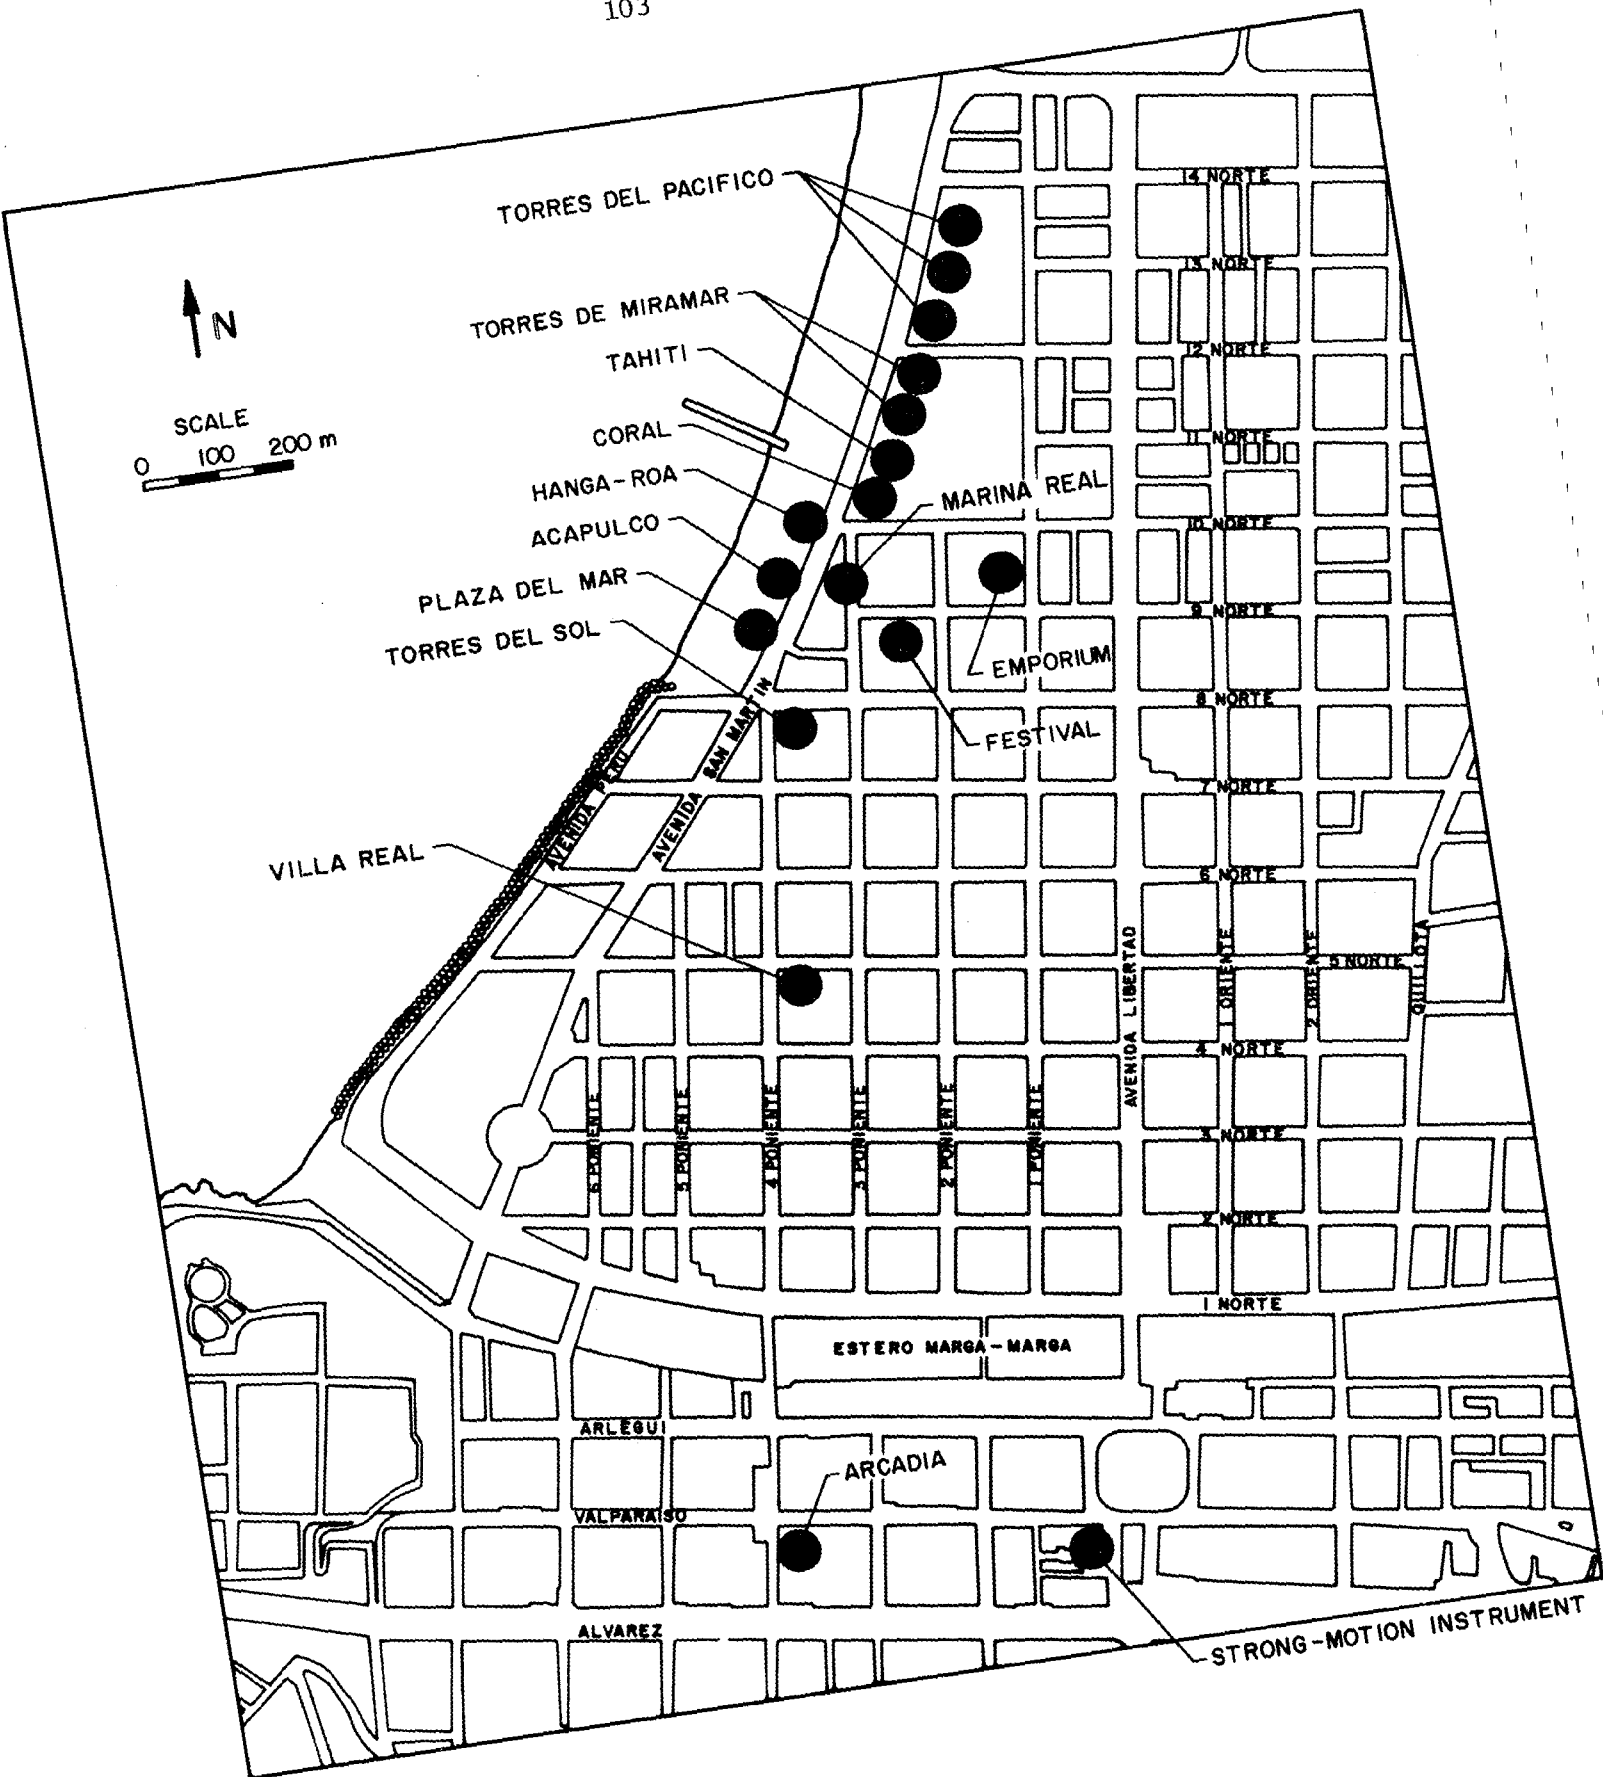 103
14 NORTE
TORRES DEL PACIFICO
13 NORTE
TORRES DE MIRAMAR
N
12 NORTE
TAHITI
SCALE
0 100 200 m
CORAL
11 NORTE
HANGA-ROA
MARINA REAL
ACAPULCO
10 NORTE
PLAZA DEL MAR
9 NORTE
TORRES DEL SOL
EMPORIUM
8 NORTE
FESTIVAL
AVENIDA SAN MARTIN
AVENIDA PERU
7 NORTE
VILLA REAL
6 NORTE
AVENIDA LIBERTAD
1 ORIENTE
2 ORIENTE
5 NORTE
QUILLOTA
4 NORTE
6 PONIENTE
5 PONIENTE
4 PONIENTE
3 PONIENTE
2 PONIENTE
1 PONIENTE
3 NORTE
2 NORTE
1 NORTE
ESTERO MARGA-MARGA
ARLEGUI
ARCADIA
VALPARAISO
ALVAREZ
STRONG-MOTION INSTRUMENT